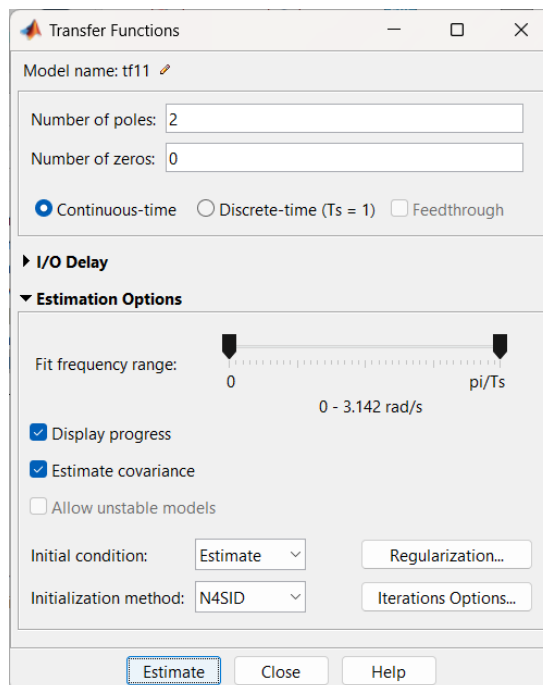 Transfer Functions
Model name: tf11
Number of poles: 2
Number of zeros: 0
Continuous-time Discrete-time (Ts = 1) Feedthrough
I/O Delay
Estimation Options
Fit frequency range:
0 pi/Ts
0 - 3.142 rad/s
Display progress
Estimate covariance
Allow unstable models
Initial condition: Estimate Regularization...
Initialization method: N4SID Iterations Options...
Estimate Close Help